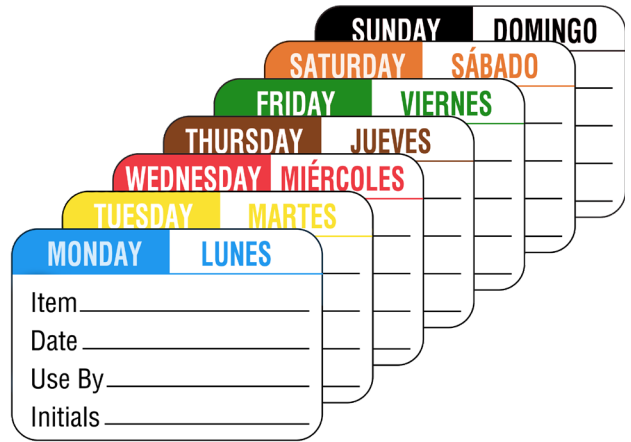 SUNDAY DOMINGO
SATURDAY SÁBADO
FRIDAY VIERNES
THURSDAY JUEVES
WEDNESDAY MIÉRCOLES
TUESDAY MARTES
MONDAY LUNES
Item
Date
Use By
Initials